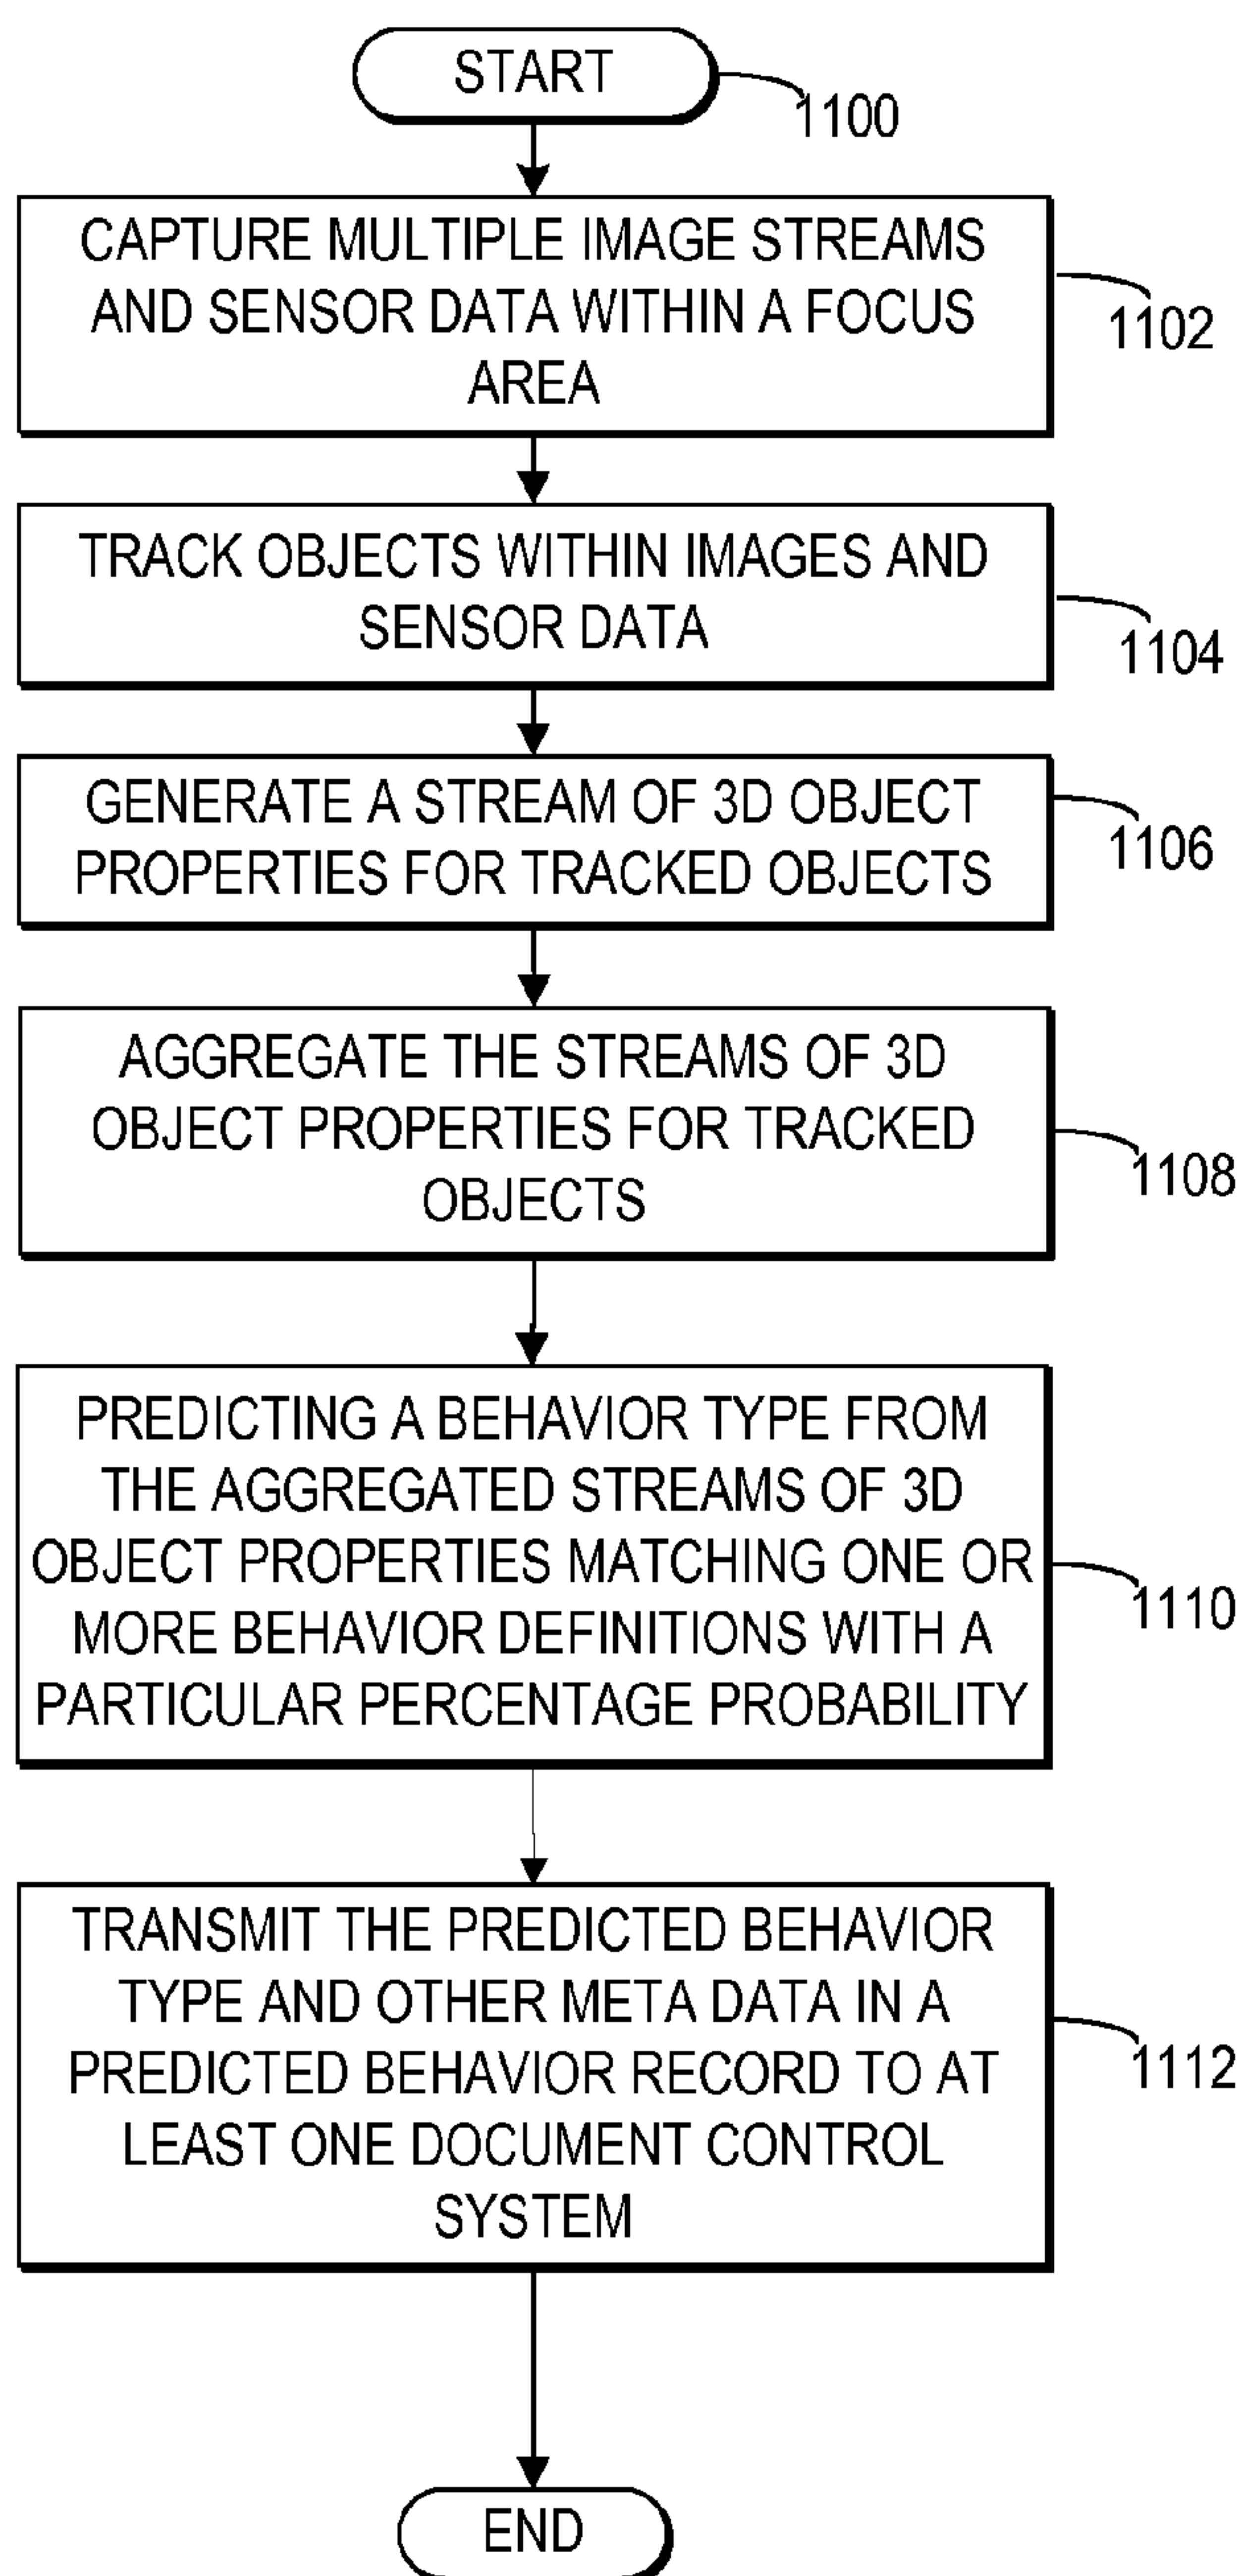 START
1100
CAPTURE MULTIPLE IMAGE STREAMS
AND SENSOR DATA WITHIN A FOCUS
AREA
1102
TRACK OBJECTS WITHIN IMAGES AND
SENSOR DATA
1104
GENERATE A STREAM OF 3D OBJECT
PROPERTIES FOR TRACKED OBJECTS
1106
AGGREGATE THE STREAMS OF 3D
OBJECT PROPERTIES FOR TRACKED
OBJECTS
1108
PREDICTING A BEHAVIOR TYPE FROM
THE AGGREGATED STREAMS OF 3D
OBJECT PROPERTIES MATCHING ONE OR
MORE BEHAVIOR DEFINITIONS WITH A
PARTICULAR PERCENTAGE PROBABILITY
1110
TRANSMIT THE PREDICTED BEHAVIOR
TYPE AND OTHER META DATA IN A
PREDICTED BEHAVIOR RECORD TO AT
LEAST ONE DOCUMENT CONTROL
SYSTEM
1112
END